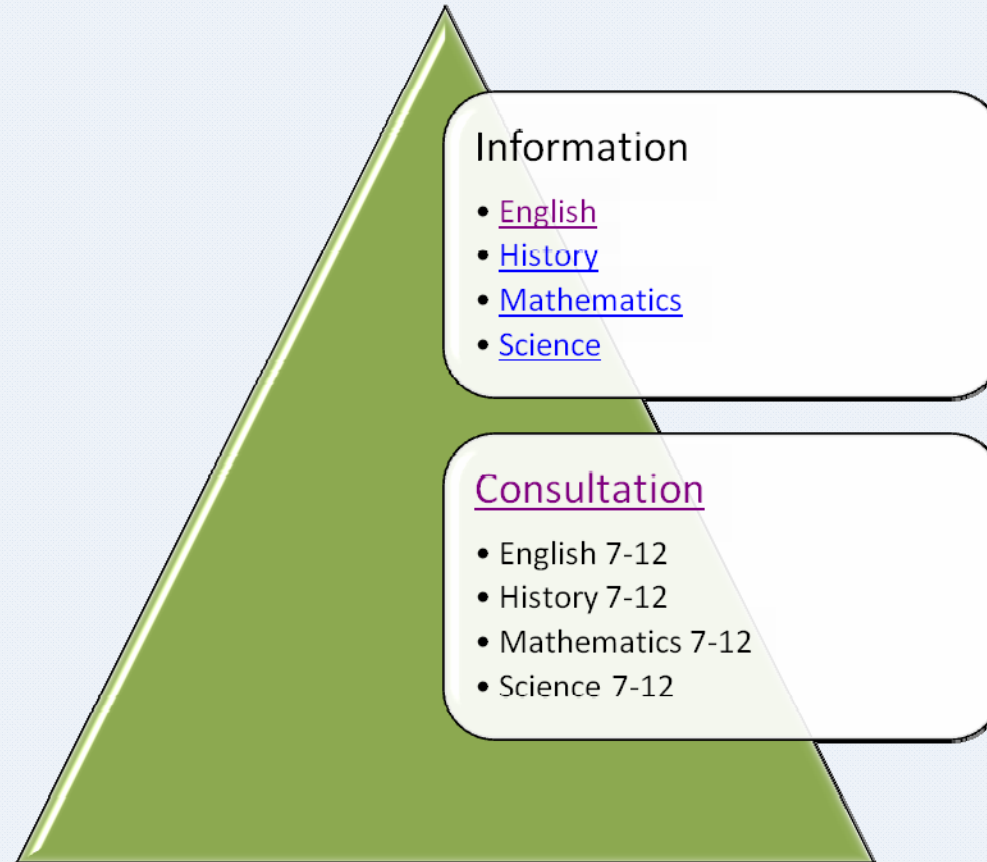 Information
• English
• History
• Mathematics
• Science
Consultation
• English 7-12
• History 7-12
• Mathematics 7-12
• Science 7-12